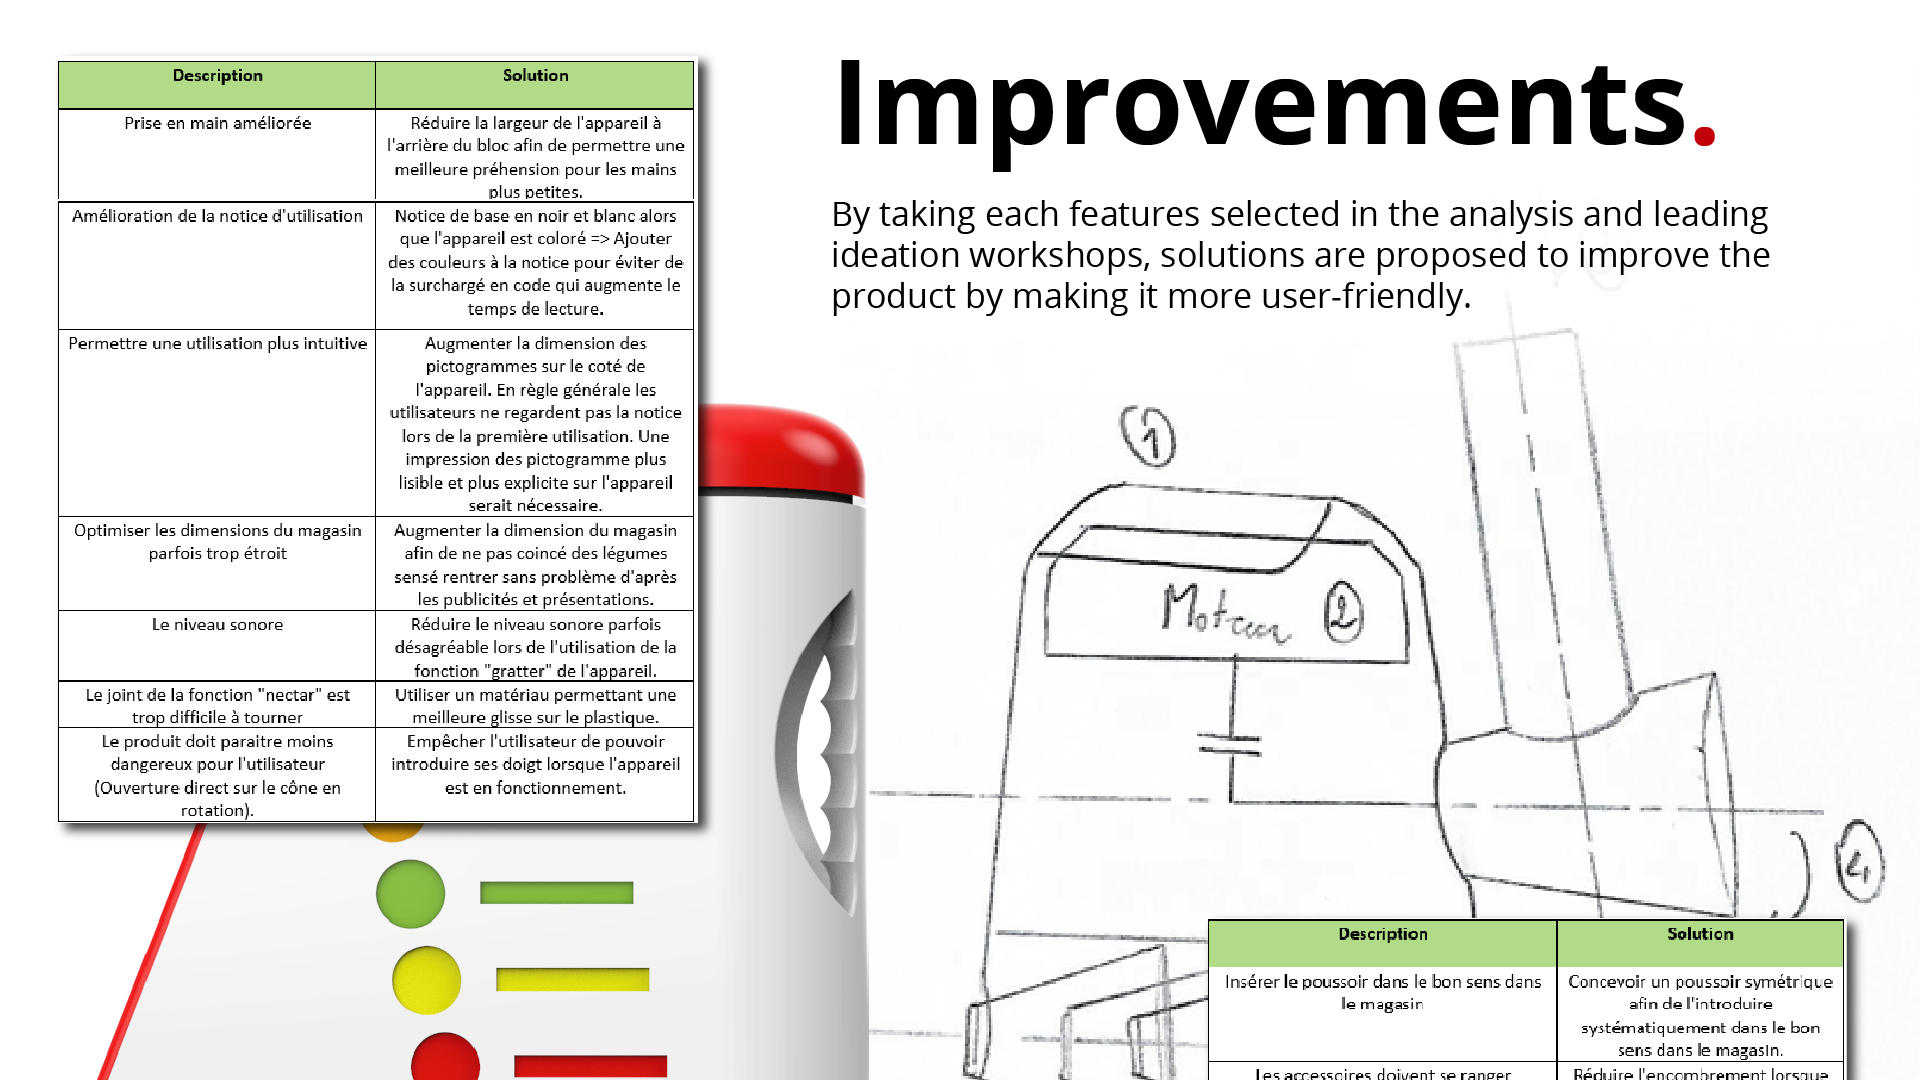 Improvements.
By taking each features selected in the analysis and leading
ideation workshops, solutions are proposed to improve the
product by making it more user-friendly.
Description
Solution
Prise en main améliorée
Réduire la largeur de l'appareil à
l'arrière du bloc afin de permettre une
meilleure préhension pour les mains
plus petites.
Amélioration de la notice d'utilisation
Notice de base en noir et blanc alors
que l'appareil est coloré => Ajouter
des couleurs à la notice pour éviter de
la surchargé en code qui augmente le
temps de lecture.
Permettre une utilisation plus intuitive
Augmenter la dimension des
pictogrammes sur le coté de
l'appareil. En règle générale les
utilisateurs ne regardent pas la notice
lors de la première utilisation. Une
impression des pictogramme plus
lisible et plus explicite sur l'appareil
serait nécessaire.
Optimiser les dimensions du magasin
parfois trop étroit
Augmenter la dimension du magasin
afin de ne pas coincé des légumes
sensé rentrer sans problème d'après
les publicités et présentations.
Le niveau sonore
Réduire le niveau sonore parfois
désagréable lors de l'utilisation de la
fonction "gratter" de l'appareil.
Le joint de la fonction "nectar" est
trop difficile à tourner
Utiliser un matériau permettant une
meilleure glisse sur le plastique.
Le produit doit paraitre moins
dangereux pour l'utilisateur
(Ouverture direct sur le cône en
rotation).
Empêcher l'utilisateur de pouvoir
introduire ses doigt lorsque l'appareil
est en fonctionnement.
1
Moteur 2
4
Description
Solution
Insérer le poussoir dans le bon sens dans
le magasin
Concevoir un poussoir symétrique
afin de l'introduire
systématiquement dans le bon
sens dans le magasin.
Les accessoires doivent se ranger
Réduire l'encombrement lorsque